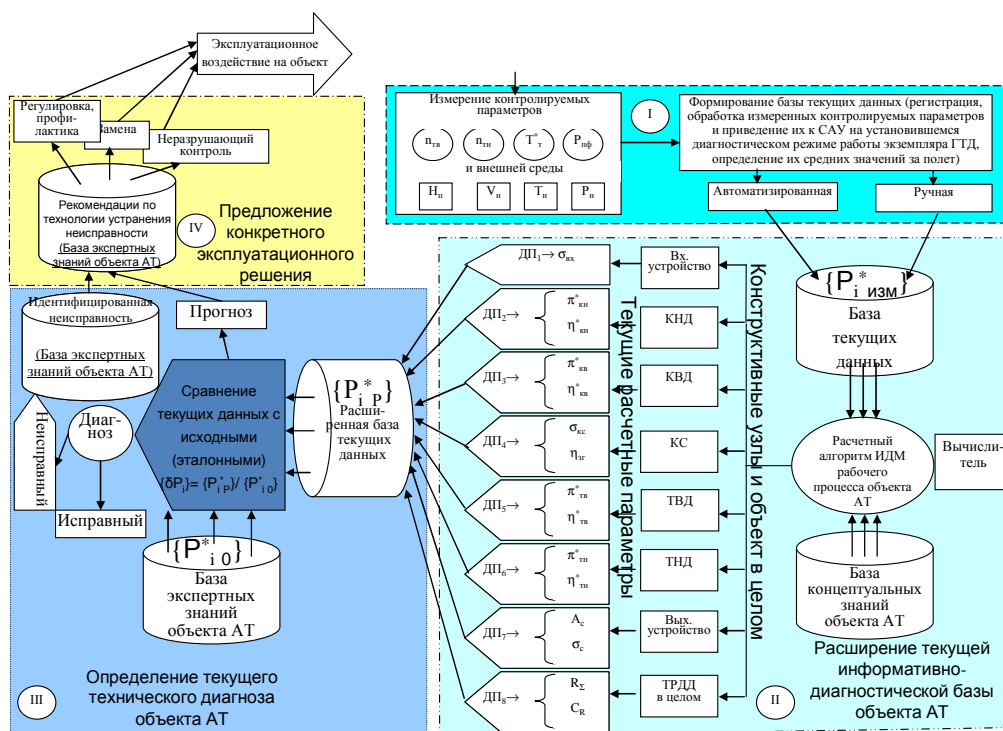 Эксплуатационное
воздействие на объект
Регулировка,
профи-
лактика
Замена
Неразрушающий
контроль
Рекомендации по
технологии устранения
неисправности
(База экспертных
знаний объекта АТ)
IV
Предложение
конкретного
эксплуатационного
решения
Измерение контролируемых
параметров
nтв
nтн
T*т
Pпф
и внешней среды
Hп
Vн
Tн
Pн
I
Формирование базы текущих данных (регистрация,
обработка измеренных контролируемых параметров
и приведение их к САУ на установившемся
диагностическом режиме работы экземпляра ГТД,
определение их средних значений за полет)
Автоматизированная
Ручная
{P*i изм}
База
текущих
данных
Расчетный
алгоритм ИДМ
рабочего
процесса объекта
АТ
Вычисли-
тель
База
концептуальных
знаний
объекта АТ
Расширение текущей
информативно-
диагностической базы
объекта АТ
II
Конструктивные узлы и объект в целом
Текущие расчетные параметры
Вх.
устройство
КНД
КВД
КС
ТВД
ТНД
Вых.
устройство
ТРДД
в целом
ДП1→ σвх
ДП2→
π*кн
η*кн
ДП3→
π*кв
η*кв
ДП4→
σкс
ηзг
ДП5→
π*тв
η*тв
ДП6→
π*тн
η*тн
ДП7→
Aс
σс
ДП8→
RΣ
CR
{P*i P}
Расши-
ренная база
текущих
данных
Идентифицированная
неисправность
(База экспертных
знаний объекта АТ)
Прогноз
Сравнение
текущих данных с
исходными
(эталонными)
{δPi}= {P*i P}/ {P*i 0}
Диаг-
ноз
Неисправный
Исправный
{P*i 0}
База
экспертных
знаний
объекта АТ
III
Определение текущего
технического диагноза
объекта АТ